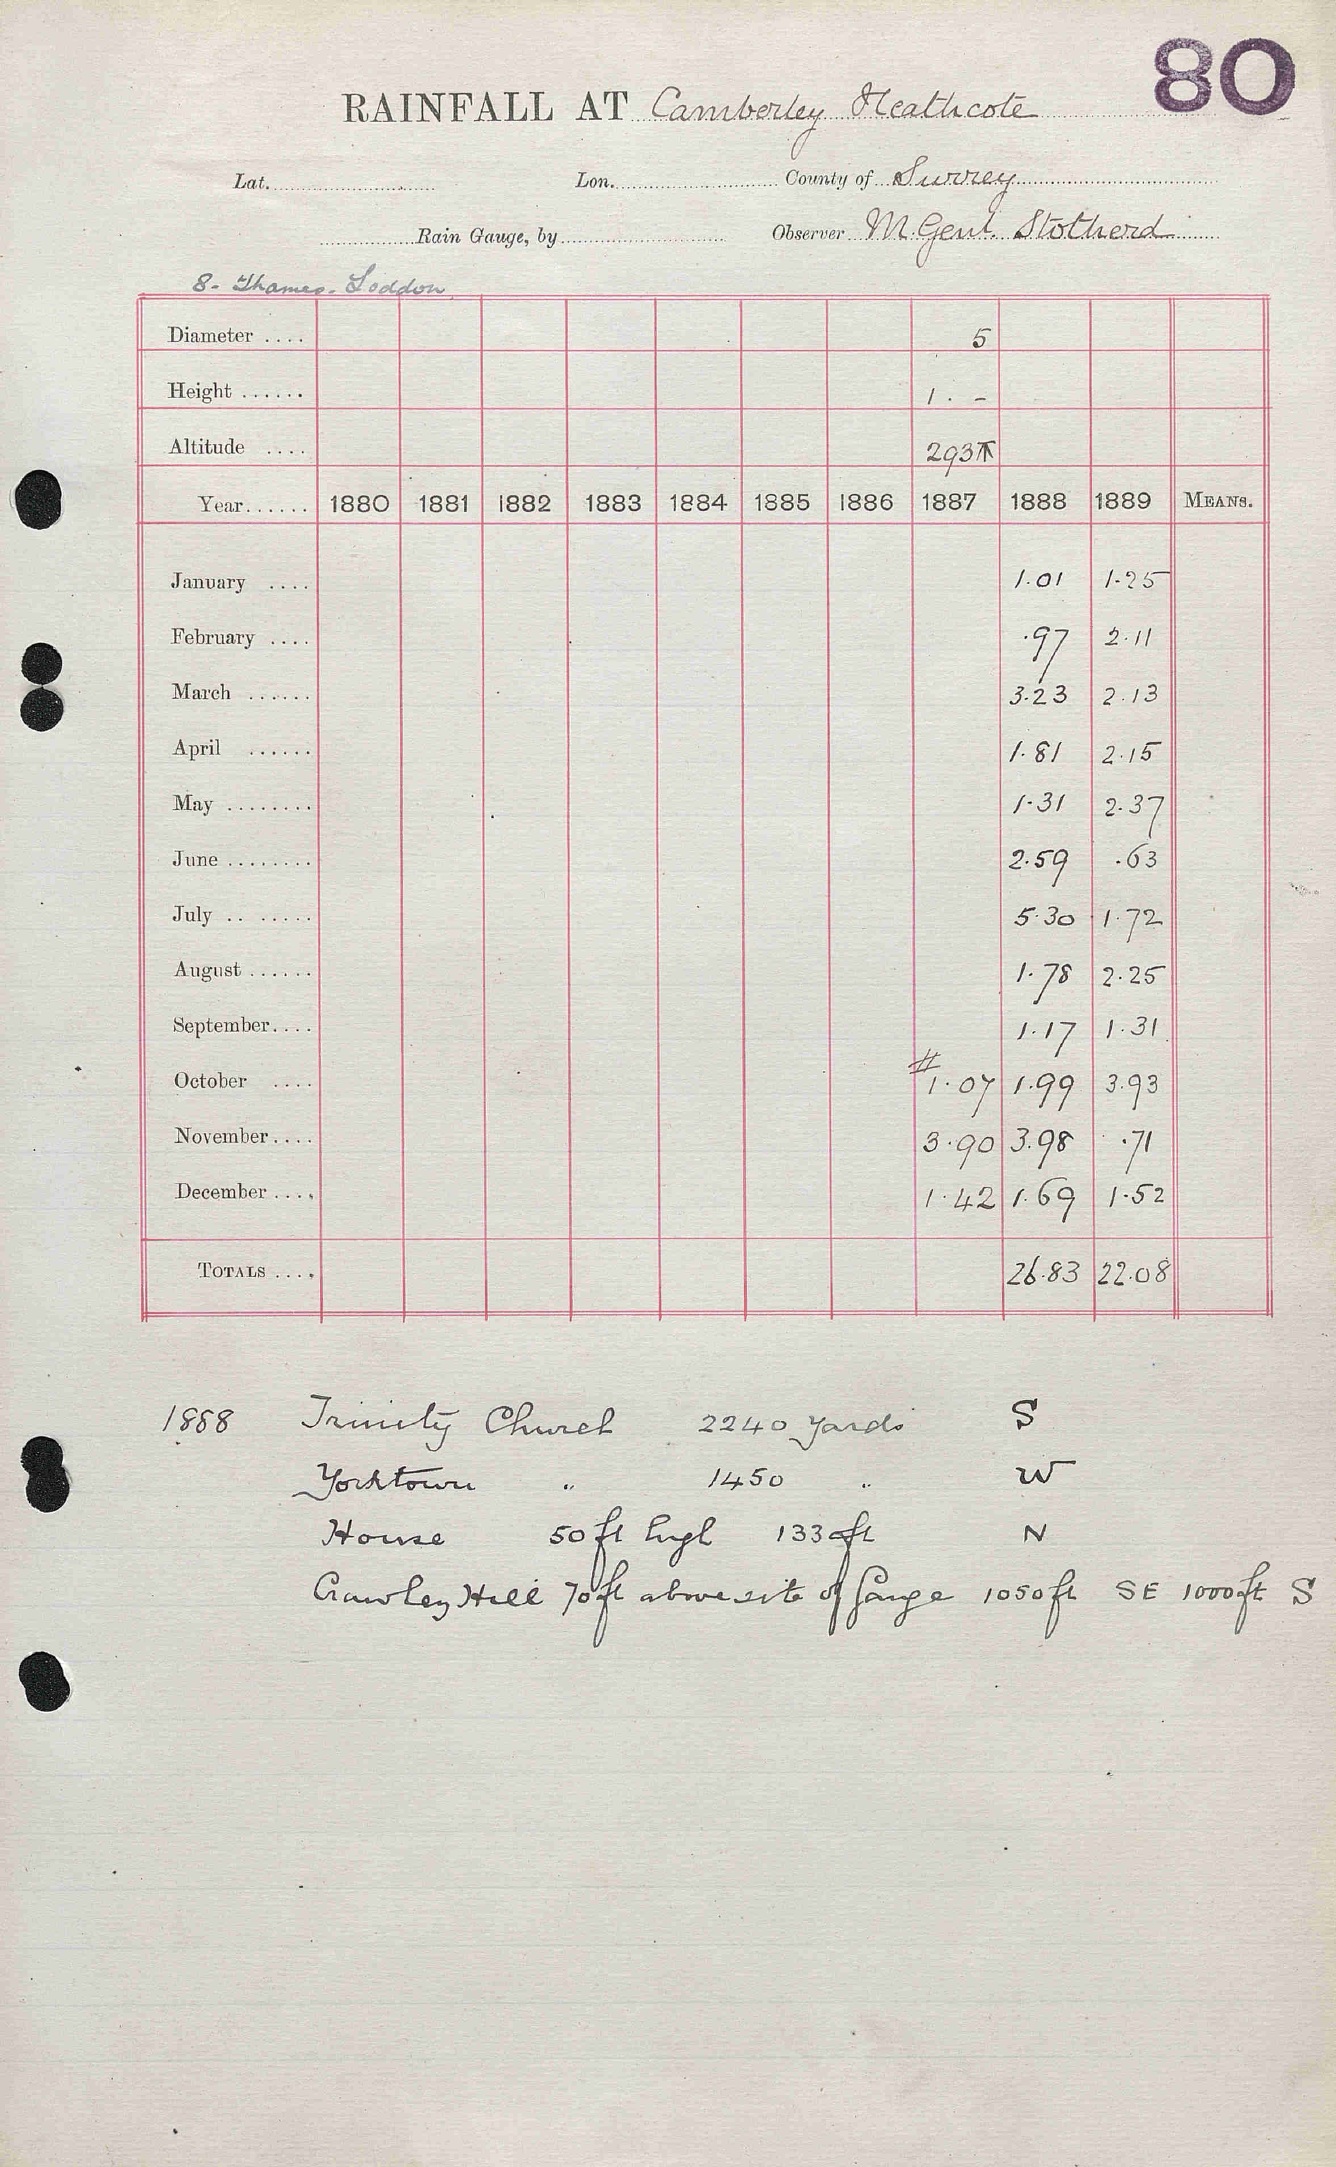 80
RAINFALL AT Camberley Heathcote
Lat. Lon. County of Surrey
Rain Gauge, by Observer M. Genl. Stotherd
8. Thames. Loddon
Diameter .... 5
Height ...... 1. -
Altitude .... 293
Year...... 1880 1881 1882 1883 1884 1885 1886 1887 1888 1889 MEANS.
January .... 1.01 1.25
February .... .97 2.11
March ...... 3.23 2.13
April ...... 1.81 2.15
May ........ 1.31 2.37
June ........ 2.59 .63
July .. ..... 5.30 1.72
August ...... 1.78 2.25
September.... 1.17 1.31
October .... # 1.07 1.99 3.93
November.... 3.90 3.98 .71
December .... 1.42 1.69 1.52
TOTALS .... 26.83 22.08
1888 Trinity Church 2240 yards S
Yorktown " 1450 " W
House 50 ft high 133 ft N
Crawley Hill 70ft above site of Gauge 1050ft SE 1000ft S